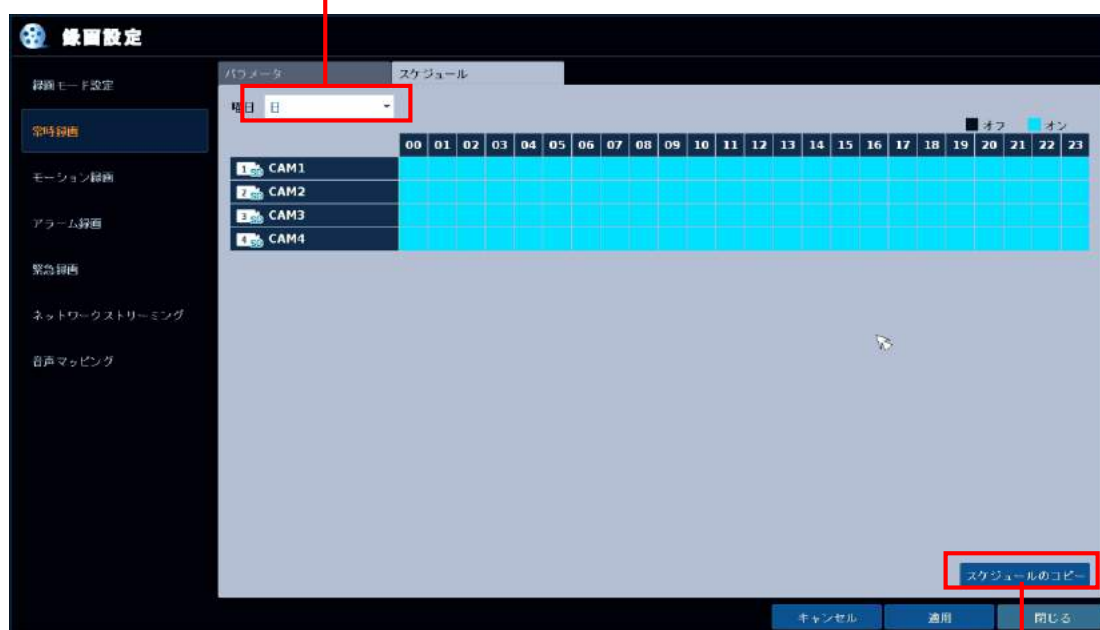 録画設定
録画モード設定
常時録画
モーション録画
アラーム録画
緊急録画
ネットワークストリーミング
音声マッピング
パラメータ スケジュール
曜日 日
オフ オン
00 01 02 03 04 05 06 07 08 09 10 11 12 13 14 15 16 17 18 19 20 21 22 23
1 CAM1
2 CAM2
3 CAM3
4 CAM4
スケジュールのコピー
キャンセル 適用 閉じる